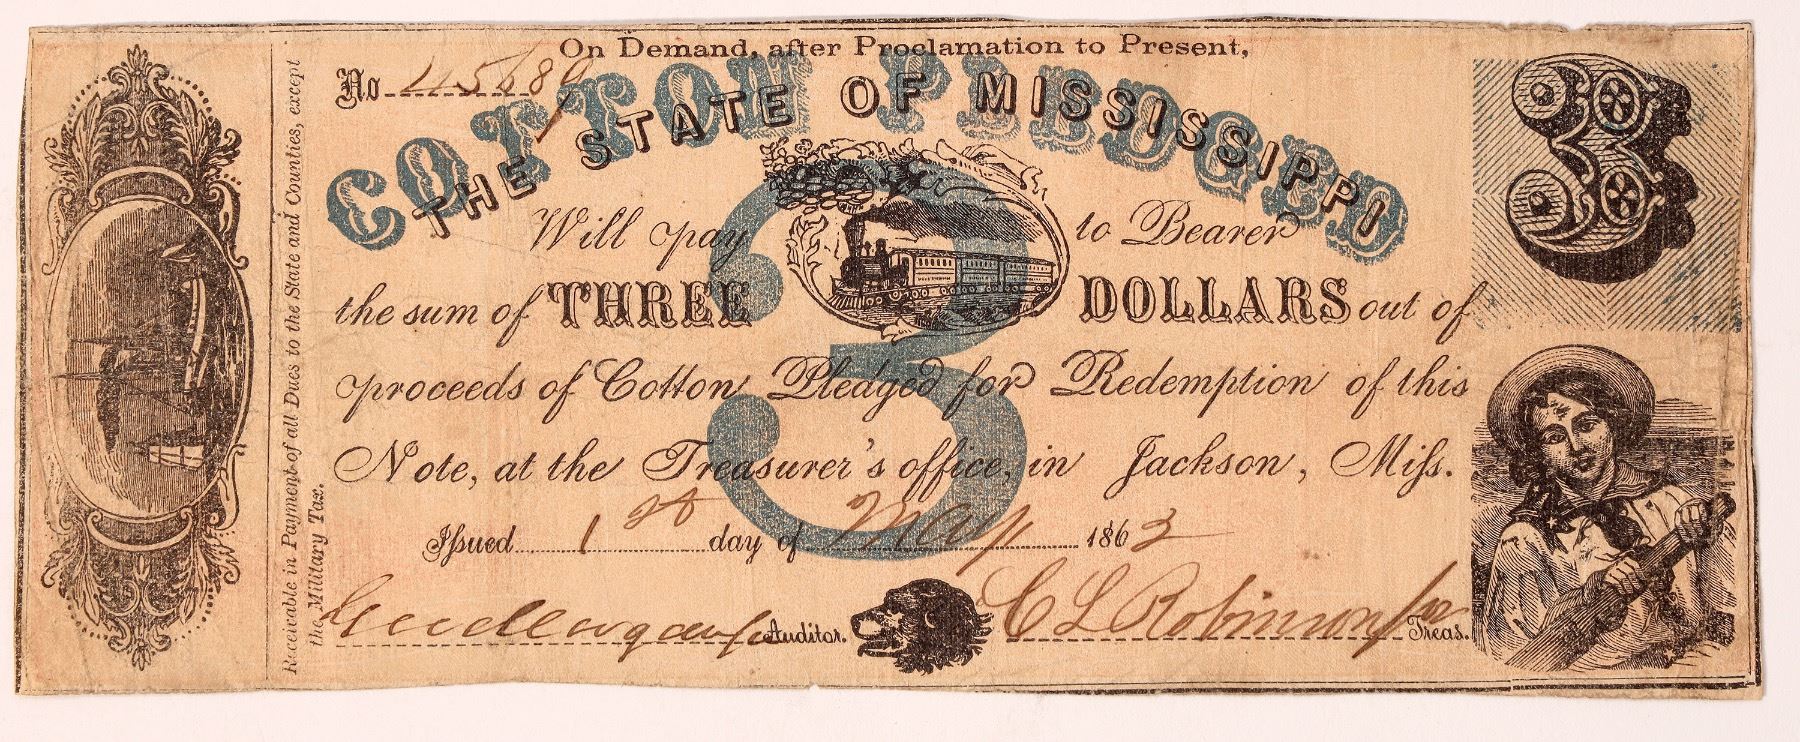 On Demand, after Proclamation to Present,
No 45689
COTTON PLEDGED
THE STATE OF MISSISSIPPI
3
Will pay to Bearer
the sum of THREE DOLLARS out of
3
proceeds of Cotton Pledged for Redemption of this
Note, at the Treasurer's office, in Jackson, Miſs.
Iſsued 1st day of May 1862
Auditor. C L Robinson Treas.
Receivable in Payment of all Dues to the State and Counties, except
the Military Tax.